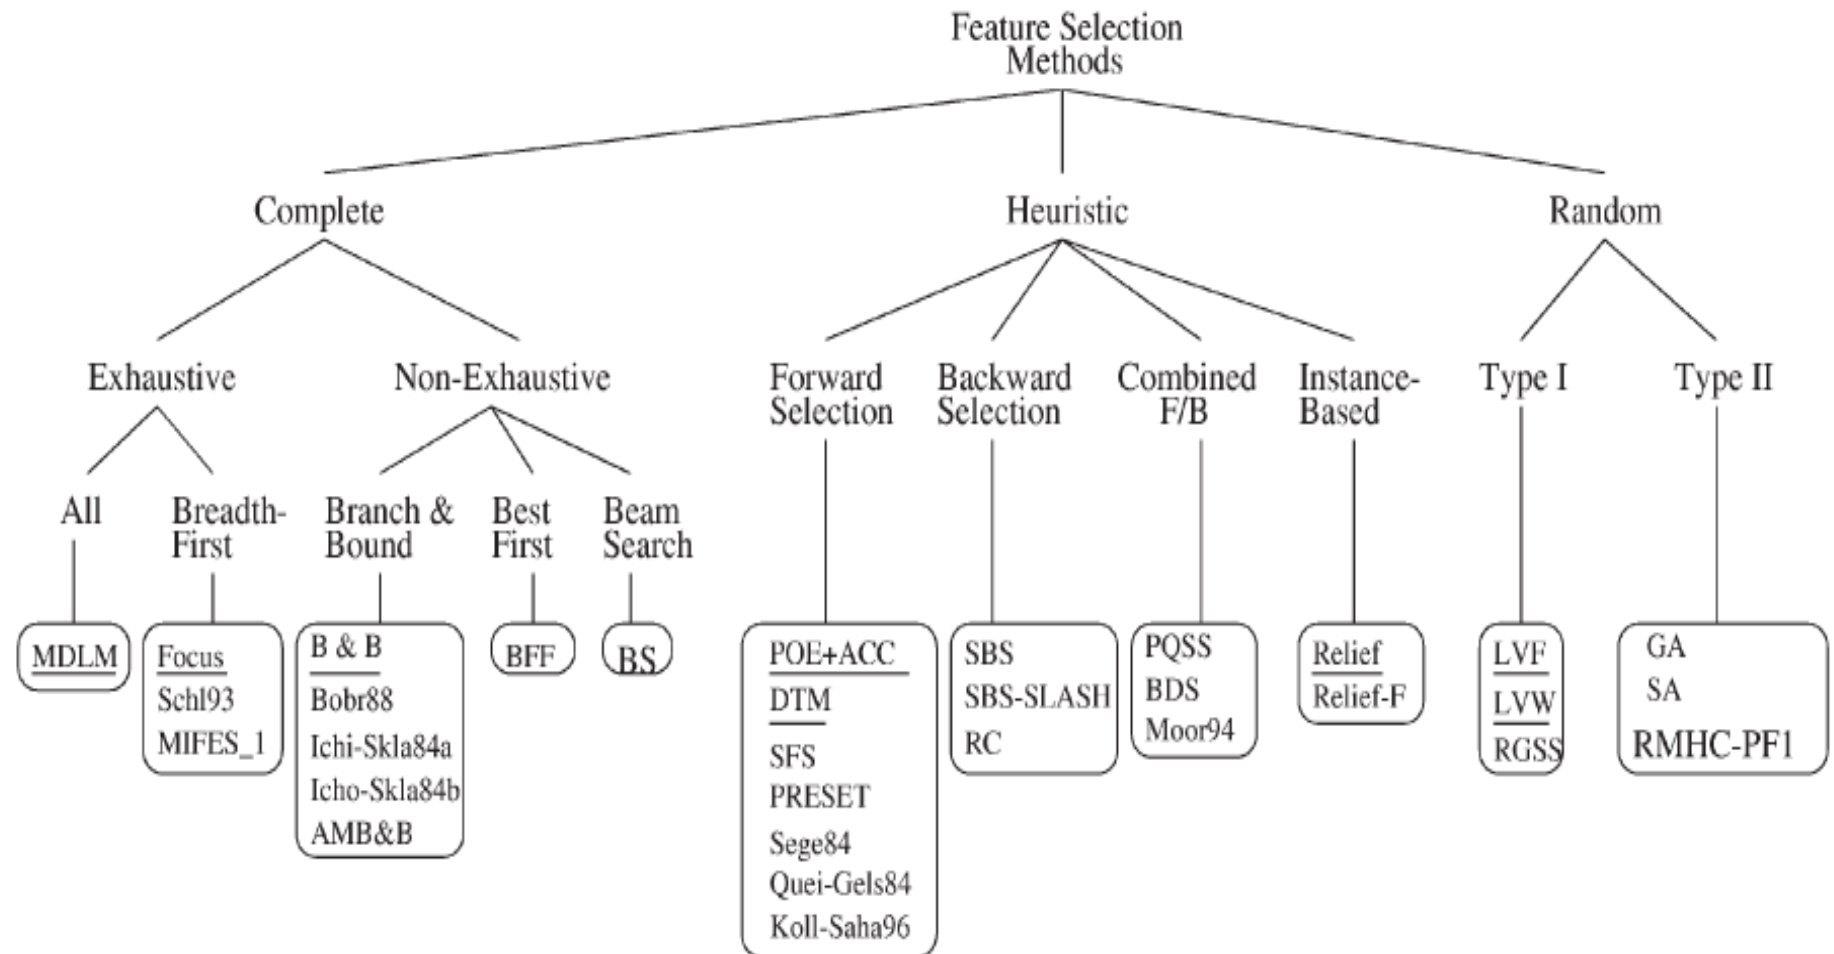 Feature Selection
Methods
Complete
Heuristic
Random
Exhaustive
Non-Exhaustive
Forward
Selection
Backward
Selection
Combined
F/B
Instance-
Based
Type I
Type II
All
Breadth-
First
Branch &
Bound
Best
First
Beam
Search
MDLM
Focus
Schl93
MIFES_1
B & B
Bobr88
Ichi-Skla84a
Icho-Skla84b
AMB&B
BFF
BS
POE+ACC
DTM
SFS
PRESET
Sege84
Quei-Gels84
Koll-Saha96
SBS
SBS-SLASH
RC
PQSS
BDS
Moor94
Relief
Relief-F
LVF
LVW
RGSS
GA
SA
RMHC-PF1